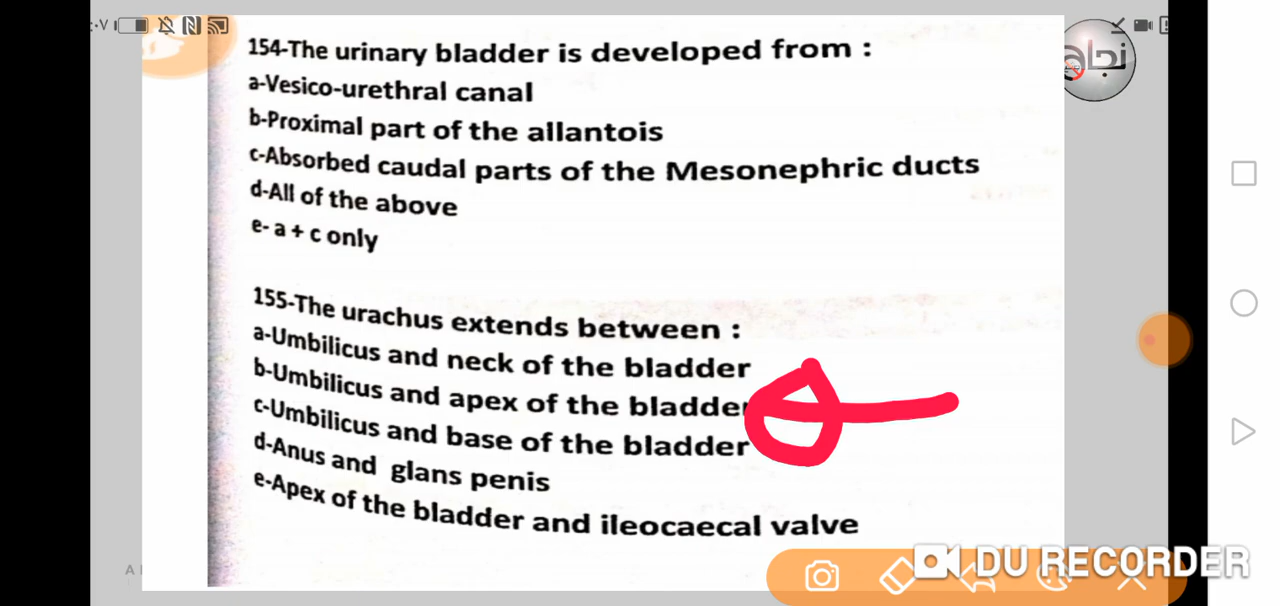 154-The urinary bladder is developed from :
a-Vesico-urethral canal
b-Proximal part of the allantois
c-Absorbed caudal parts of the Mesonephric ducts
d-All of the above
e- a + c only
155-The urachus extends between :
a-Umbilicus and neck of the bladder
b-Umbilicus and apex of the bladder
c-Umbilicus and base of the bladder
d-Anus and glans penis
e-Apex of the bladder and ileocaecal valve
DU RECORDER